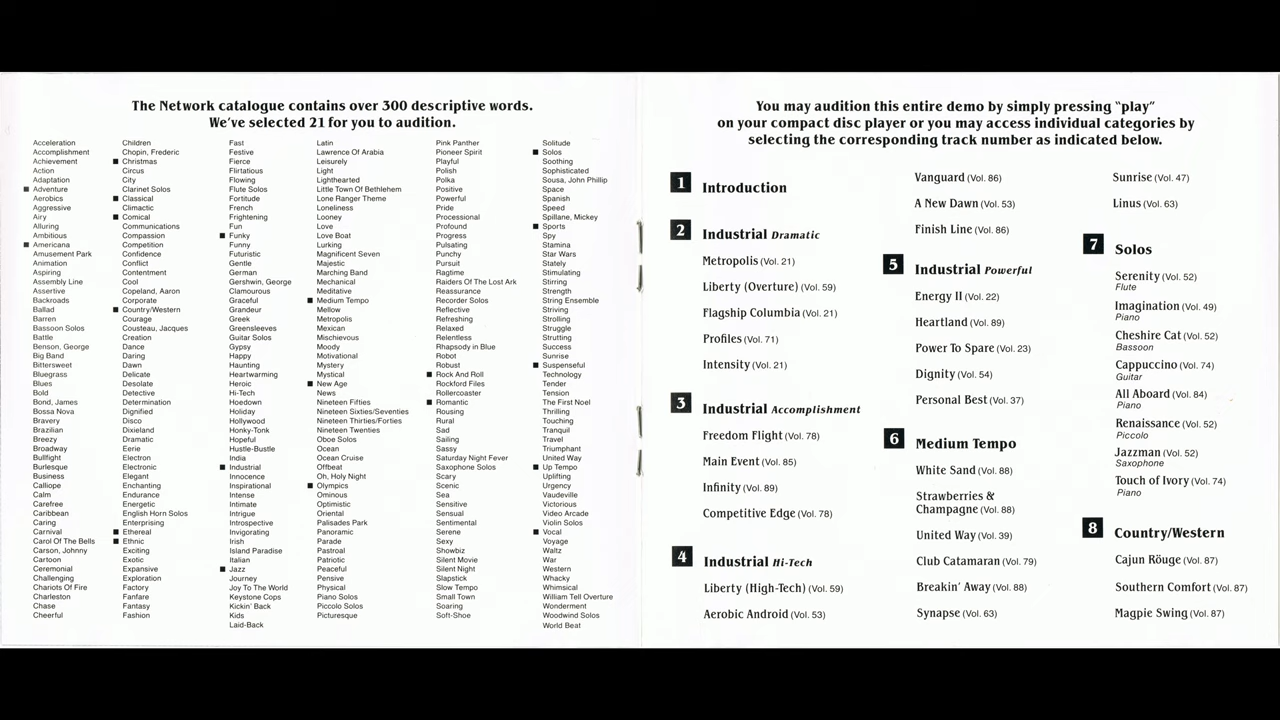 The Network catalogue contains over 300 descriptive words.
We've selected 21 for you to audition.
Acceleration
Accomplishment
Achievement
Action
Adaptation
■ Adventure
Aerobics
Aggressive
Airy
Alluring
Ambitious
■ Americana
Amusement Park
Animation
Aspiring
Assembly Line
Assertive
Backroads
Ballad
Barren
Bassoon Solos
Battle
Benson, George
Big Band
Bittersweet
Bluegrass
Blues
Bold
Bond, James
Bossa Nova
Bravery
Brazilian
Breezy
Broadway
Bullfight
Burlesque
Business
Calliope
Calm
Carefree
Caribbean
Caring
Carnival
Carol Of The Bells
Carson, Johnny
Cartoon
Ceremonial
Challenging
Chariots Of Fire
Charleston
Chase
Cheerful
Children
Chopin, Frederic
■ Christmas
Circus
City
Clarinet Solos
■ Classical
Climactic
■ Comical
Communications
Compassion
Competition
Confidence
Conflict
Contentment
Cool
Copeland, Aaron
Corporate
■ Country/Western
Courage
Cousteau, Jacques
Creation
Dance
Daring
Dawn
Delicate
Desolate
Detective
Determination
Dignified
Disco
Dixieland
Dramatic
Eerie
Electron
Electronic
Elegant
Enchanting
Endurance
Energetic
English Horn Solos
Enterprising
■ Ethereal
■ Ethnic
Exciting
Exotic
Expansive
Exploration
Factory
Fanfare
Fantasy
Fashion
Fast
Festive
Fierce
Flirtatious
Flowing
Flute Solos
Fortitude
French
Frightening
Fun
■ Funky
Funny
Futuristic
Gentle
German
Gershwin, George
Glamourous
Graceful
Grandeur
Greek
Greensleeves
Guitar Solos
Gypsy
Happy
Haunting
Heartwarming
Heroic
Hi-Tech
Hoedown
Holiday
Hollywood
Honky-Tonk
Hopeful
Hustle-Bustle
India
■ Industrial
Innocence
Inspirational
Intense
Intimate
Intrigue
Introspective
Invigorating
Irish
Island Paradise
Italian
■ Jazz
Journey
Joy To The World
Keystone Cops
Kickin' Back
Kids
Laid-Back
Latin
Lawrence Of Arabia
Leisurely
Light
Lighthearted
Little Town Of Bethlehem
Lone Ranger Theme
Loneliness
Looney
Love
Love Boat
Lurking
Magnificent Seven
Majestic
Marching Band
Mechanical
Meditative
■ Medium Tempo
Mellow
Metropolis
Mexican
Mischievous
Moody
Motivational
Mystery
Mystical
■ New Age
News
Nineteen Fifties
Nineteen Sixties/Seventies
Nineteen Thirties/Forties
Nineteen Twenties
Oboe Solos
Ocean
Ocean Cruise
Offbeat
Oh, Holy Night
■ Olympics
Ominous
Optimistic
Oriental
Palisades Park
Panoramic
Parade
Pastroal
Patriotic
Peaceful
Pensive
Physical
Piano Solos
Piccolo Solos
Picturesque
Pink Panther
Pioneer Spirit
Playful
Polish
Polka
Positive
Powerful
Pride
Processional
Profound
Progress
Pulsating
Punchy
Pursuit
Ragtime
Raiders Of The Lost Ark
Reassurance
Recorder Solos
Reflective
Refreshing
Relaxed
Relentless
Rhapsody in Blue
Robot
Robust
■ Rock And Roll
Rockford Files
Rollercoaster
■ Romantic
Rousing
Rural
Sad
Sailing
Sassy
Saturday Night Fever
Saxophone Solos
Scary
Scenic
Sea
Sensitive
Sensual
Sentimental
Serene
Sexy
Showbiz
Silent Movie
Silent Night
Slapstick
Slow Tempo
Small Town
Soaring
Soft-Shoe
Solitude
■ Solos
Soothing
Sophisticated
Sousa, John Phillip
Space
Spanish
Speed
Spillane, Mickey
■ Sports
Spy
Stamina
Star Wars
Stately
Stimulating
Stirring
Strength
String Ensemble
Striving
Strolling
Struggle
Strutting
Success
Sunrise
■ Suspenseful
Technology
Tender
Tension
The First Noel
Thrilling
Touching
Tranquil
Travel
Triumphant
United Way
■ Up Tempo
Uplifting
Urgency
Vaudeville
Victorious
Video Arcade
Violin Solos
■ Vocal
Voyage
Waltz
War
Western
Whacky
Whimsical
William Tell Overture
Wonderment
Woodwind Solos
World Beat
You may audition this entire demo by simply pressing "play"
on your compact disc player or you may access individual categories by
selecting the corresponding track number as indicated below.
1 Introduction
2 Industrial Dramatic
Metropolis (Vol. 21)
Liberty (Overture) (Vol. 59)
Flagship Columbia (Vol. 21)
Profiles (Vol. 71)
Intensity (Vol. 21)
3 Industrial Accomplishment
Freedom Flight (Vol. 78)
Main Event (Vol. 85)
Infinity (Vol. 89)
Competitive Edge (Vol. 78)
4 Industrial Hi-Tech
Liberty (High-Tech) (Vol. 59)
Aerobic Android (Vol. 53)
Vanguard (Vol. 86)
A New Dawn (Vol. 53)
Finish Line (Vol. 86)
5 Industrial Powerful
Energy II (Vol. 22)
Heartland (Vol. 89)
Power To Spare (Vol. 23)
Dignity (Vol. 54)
Personal Best (Vol. 37)
6 Medium Tempo
White Sand (Vol. 88)
Strawberries &
Champagne (Vol. 88)
United Way (Vol. 39)
Club Catamaran (Vol. 79)
Breakin' Away (Vol. 88)
Synapse (Vol. 63)
Sunrise (Vol. 47)
Linus (Vol. 63)
7 Solos
Serenity (Vol. 52)
Flute
Imagination (Vol. 49)
Piano
Cheshire Cat (Vol. 52)
Bassoon
Cappuccino (Vol. 74)
Guitar
All Aboard (Vol. 84)
Piano
Renaissance (Vol. 52)
Piccolo
Jazzman (Vol. 52)
Saxophone
Touch of Ivory (Vol. 74)
Piano
8 Country/Western
Cajun Röuge (Vol. 87)
Southern Comfort (Vol. 87)
Magpie Swing (Vol. 87)